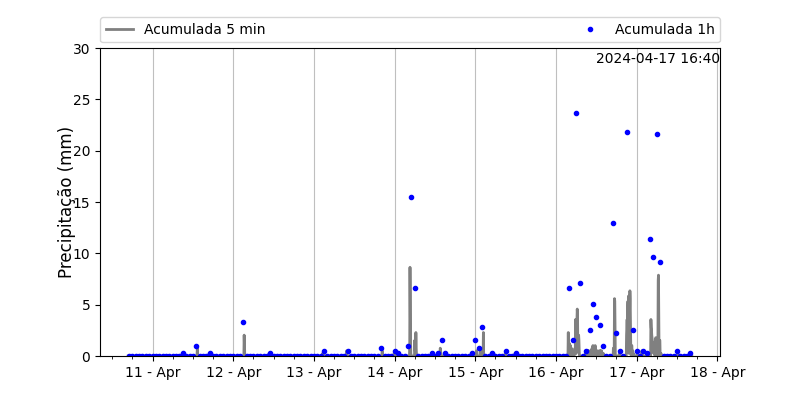 Acumulada 5 min
Acumulada 1h
2024-04-17 16:40
Precipitação (mm)
30
25
20
15
10
5
0
11 - Apr
12 - Apr
13 - Apr
14 - Apr
15 - Apr
16 - Apr
17 - Apr
18 - Apr